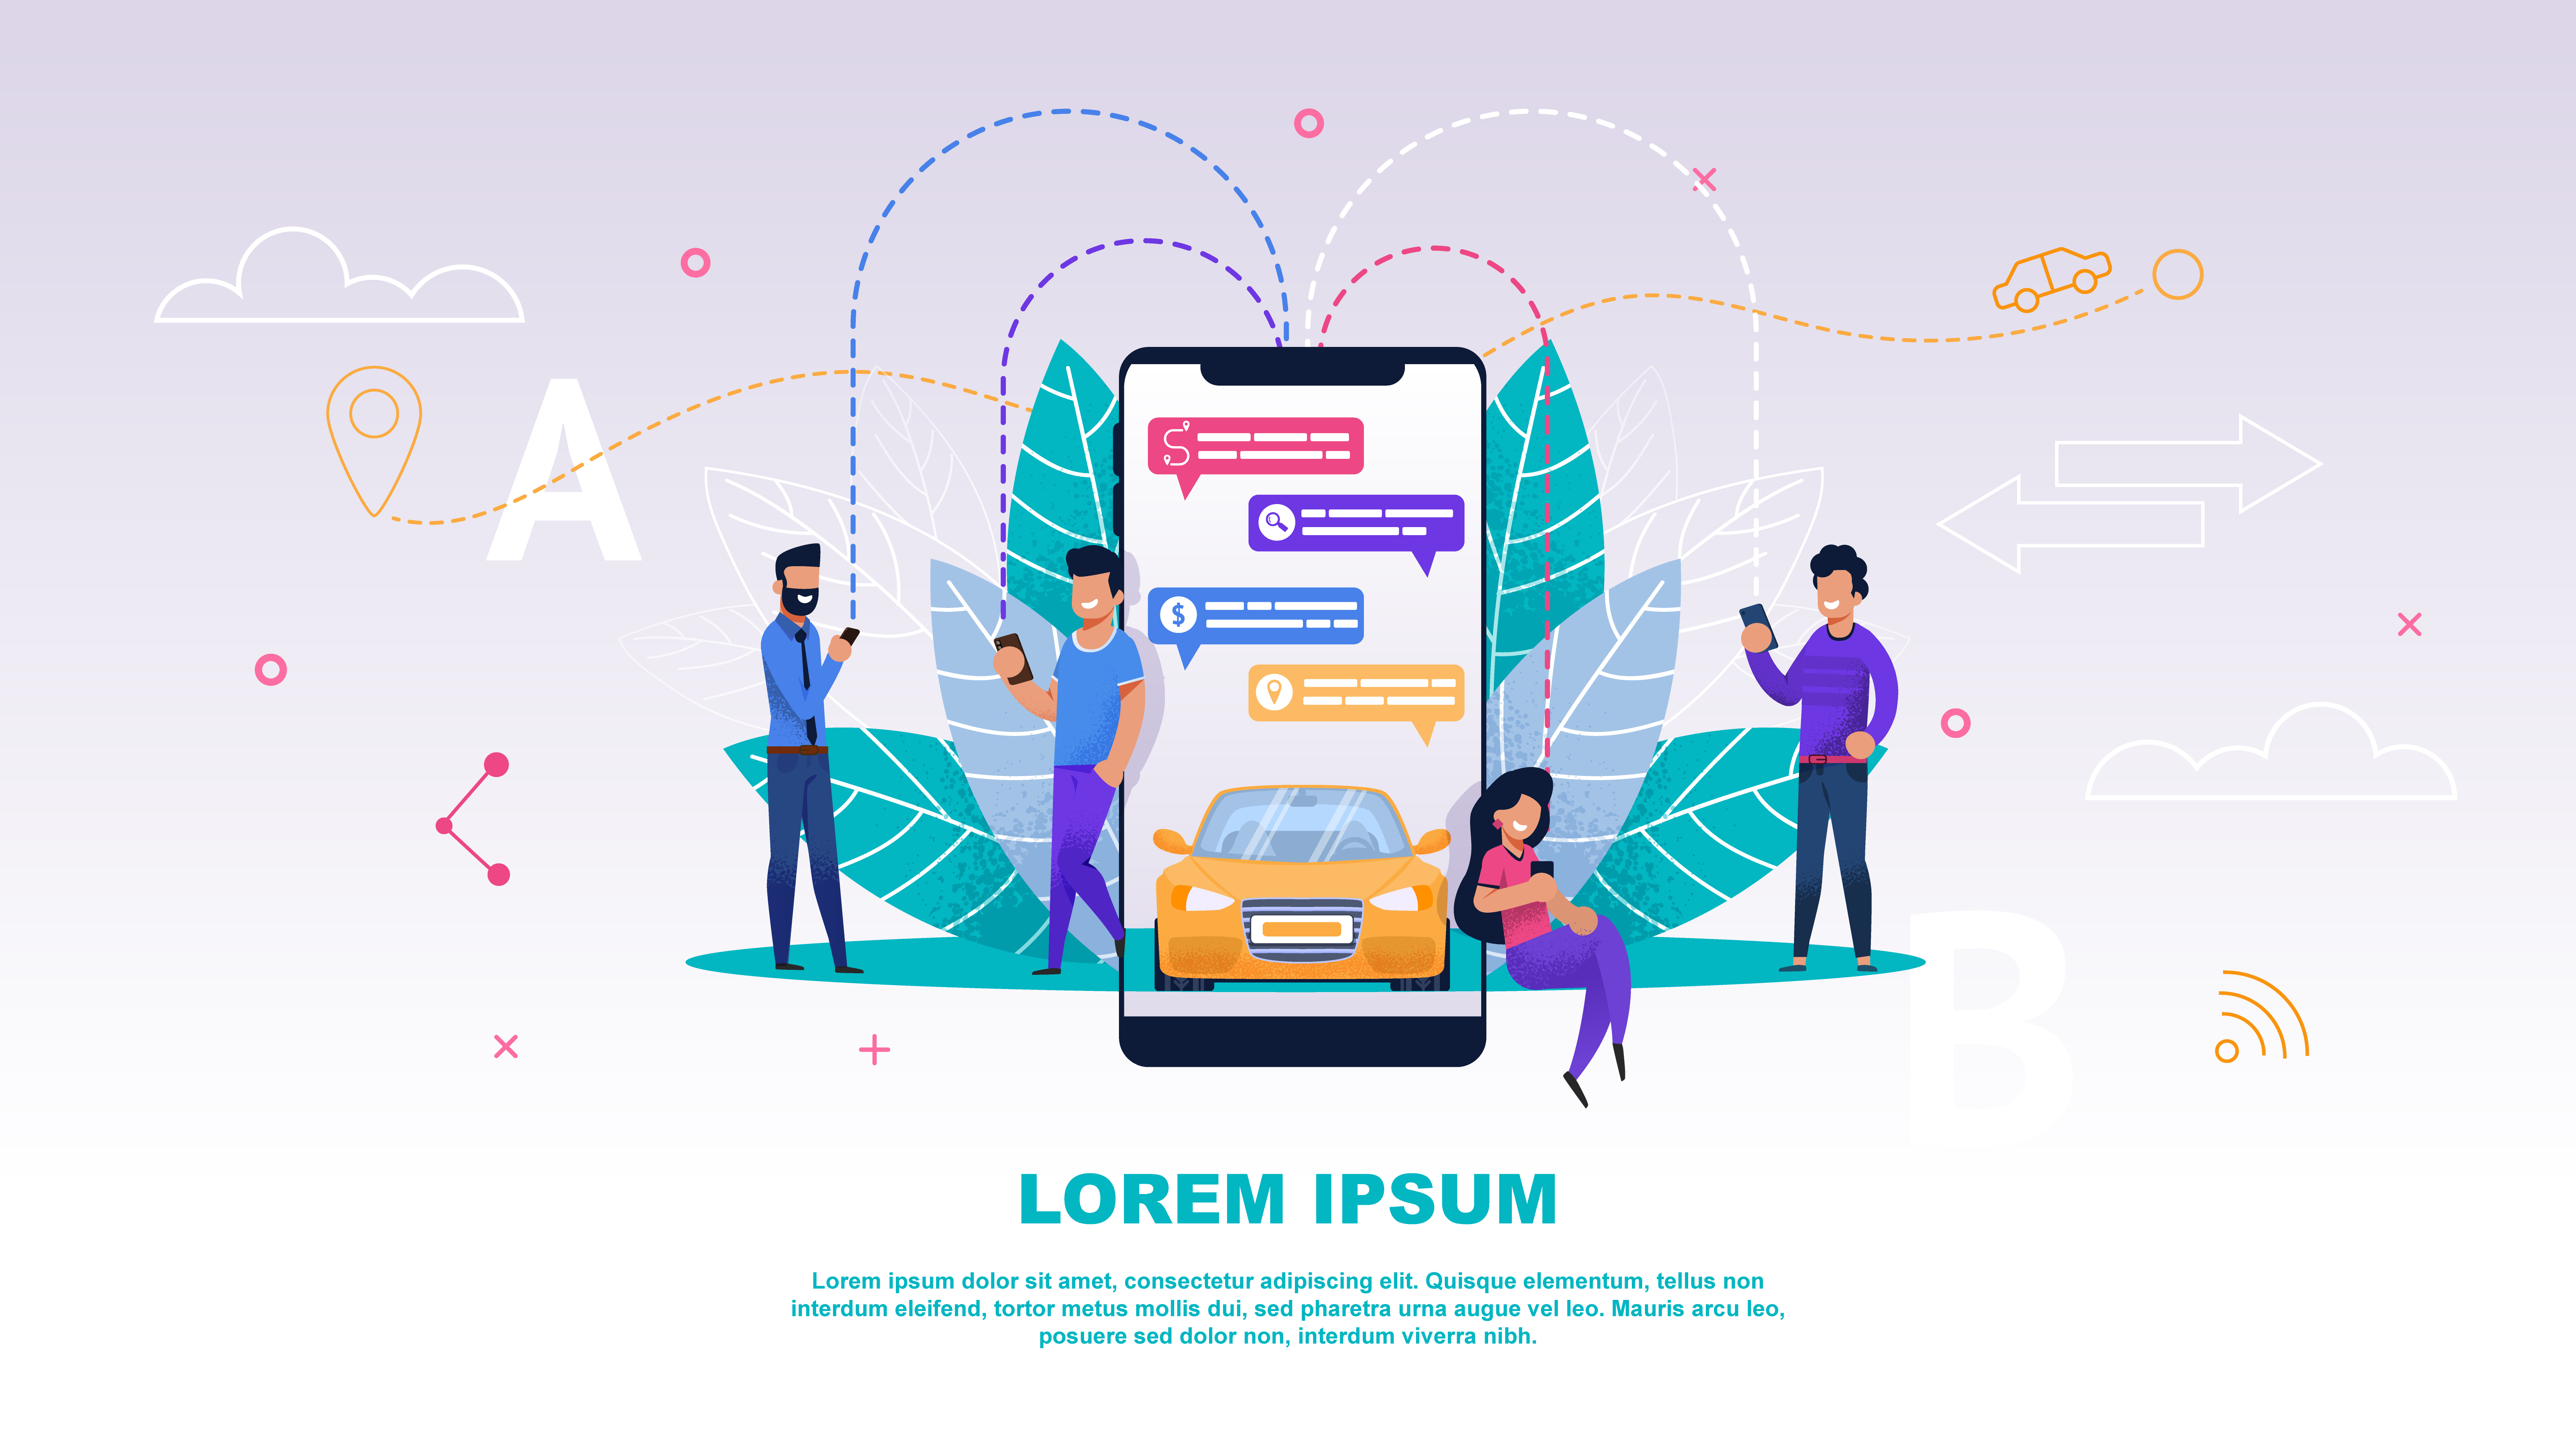 A
$
B
LOREM IPSUM
Lorem ipsum dolor sit amet, consectetur adipiscing elit. Quisque elementum, tellus non
interdum eleifend, tortor metus mollis dui, sed pharetra urna augue vel leo. Mauris arcu leo,
posuere sed dolor non, interdum viverra nibh.